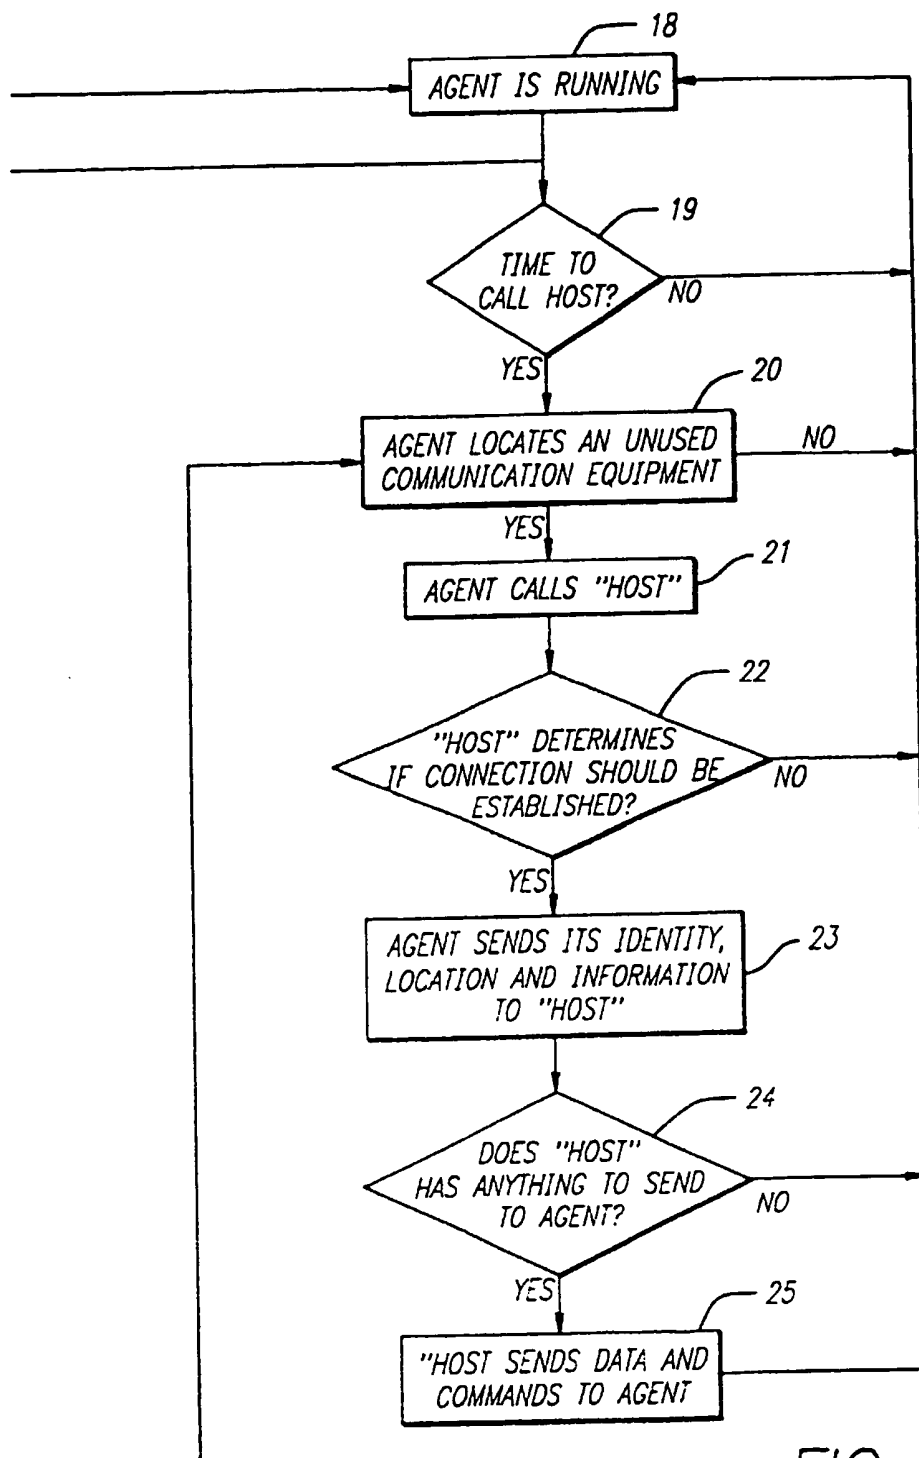 18
AGENT IS RUNNING
19
TIME TO
CALL HOST?
NO
YES
20
AGENT LOCATES AN UNUSED
COMMUNICATION EQUIPMENT
NO
YES
21
AGENT CALLS "HOST"
22
"HOST" DETERMINES
IF CONNECTION SHOULD BE
ESTABLISHED?
NO
YES
23
AGENT SENDS ITS IDENTITY,
LOCATION AND INFORMATION
TO "HOST"
24
DOES "HOST"
HAS ANYTHING TO SEND
TO AGENT?
NO
YES
25
"HOST SENDS DATA AND
COMMANDS TO AGENT